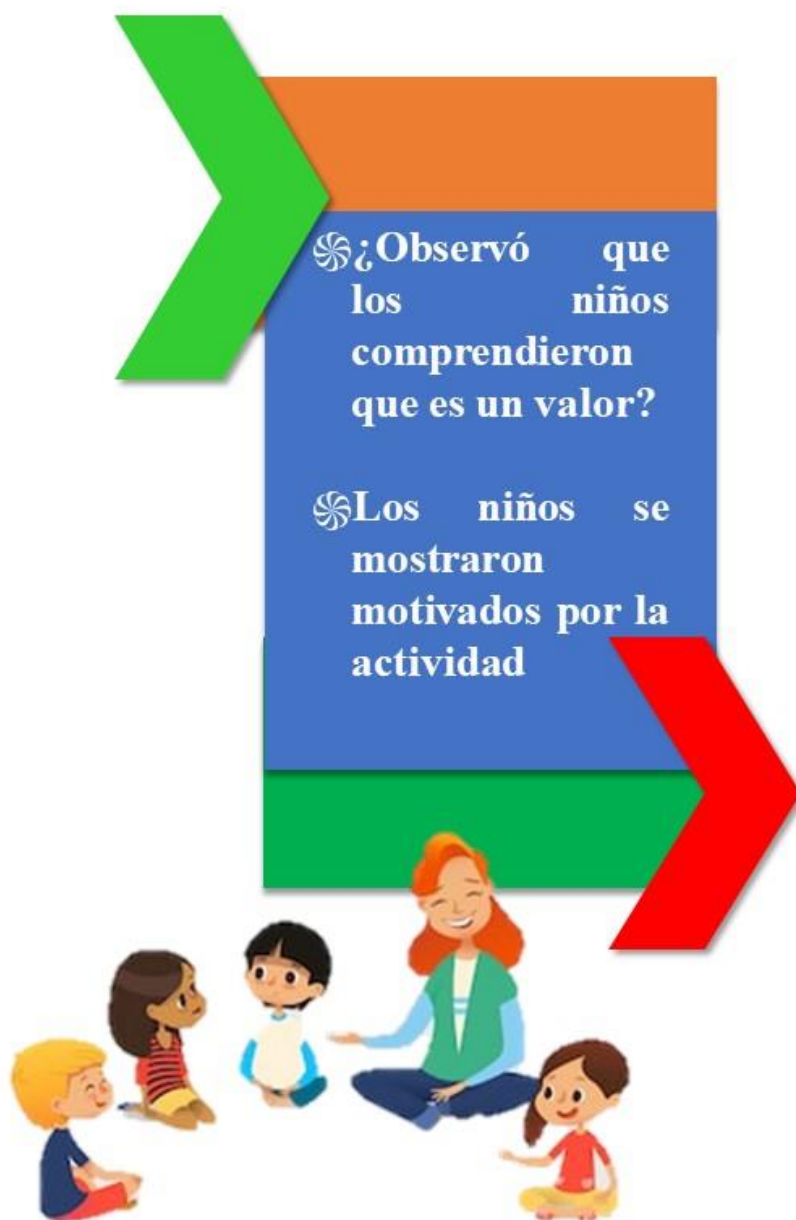 ¿Observó que
los niños
comprendieron
que es un valor?
Los niños se
mostraron
motivados por la
actividad